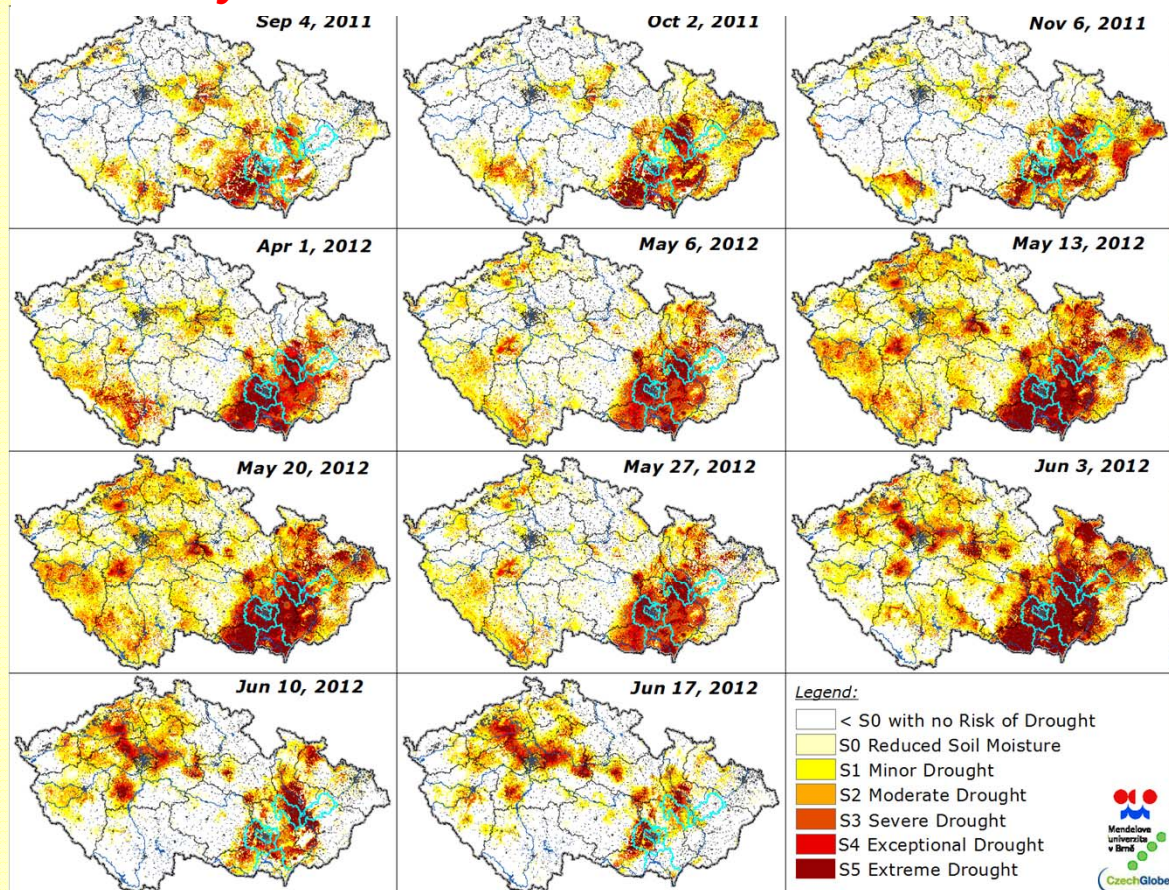 Sep 4, 2011
Oct 2, 2011
Nov 6, 2011
Apr 1, 2012
May 6, 2012
May 13, 2012
May 20, 2012
May 27, 2012
Jun 3, 2012
Jun 10, 2012
Jun 17, 2012
Legend:
< S0 with no Risk of Drought
S0 Reduced Soil Moisture
S1 Minor Drought
S2 Moderate Drought
S3 Severe Drought
S4 Exceptional Drought
S5 Extreme Drought
Mendelova
univerzita
v Brně
CzechGlobe